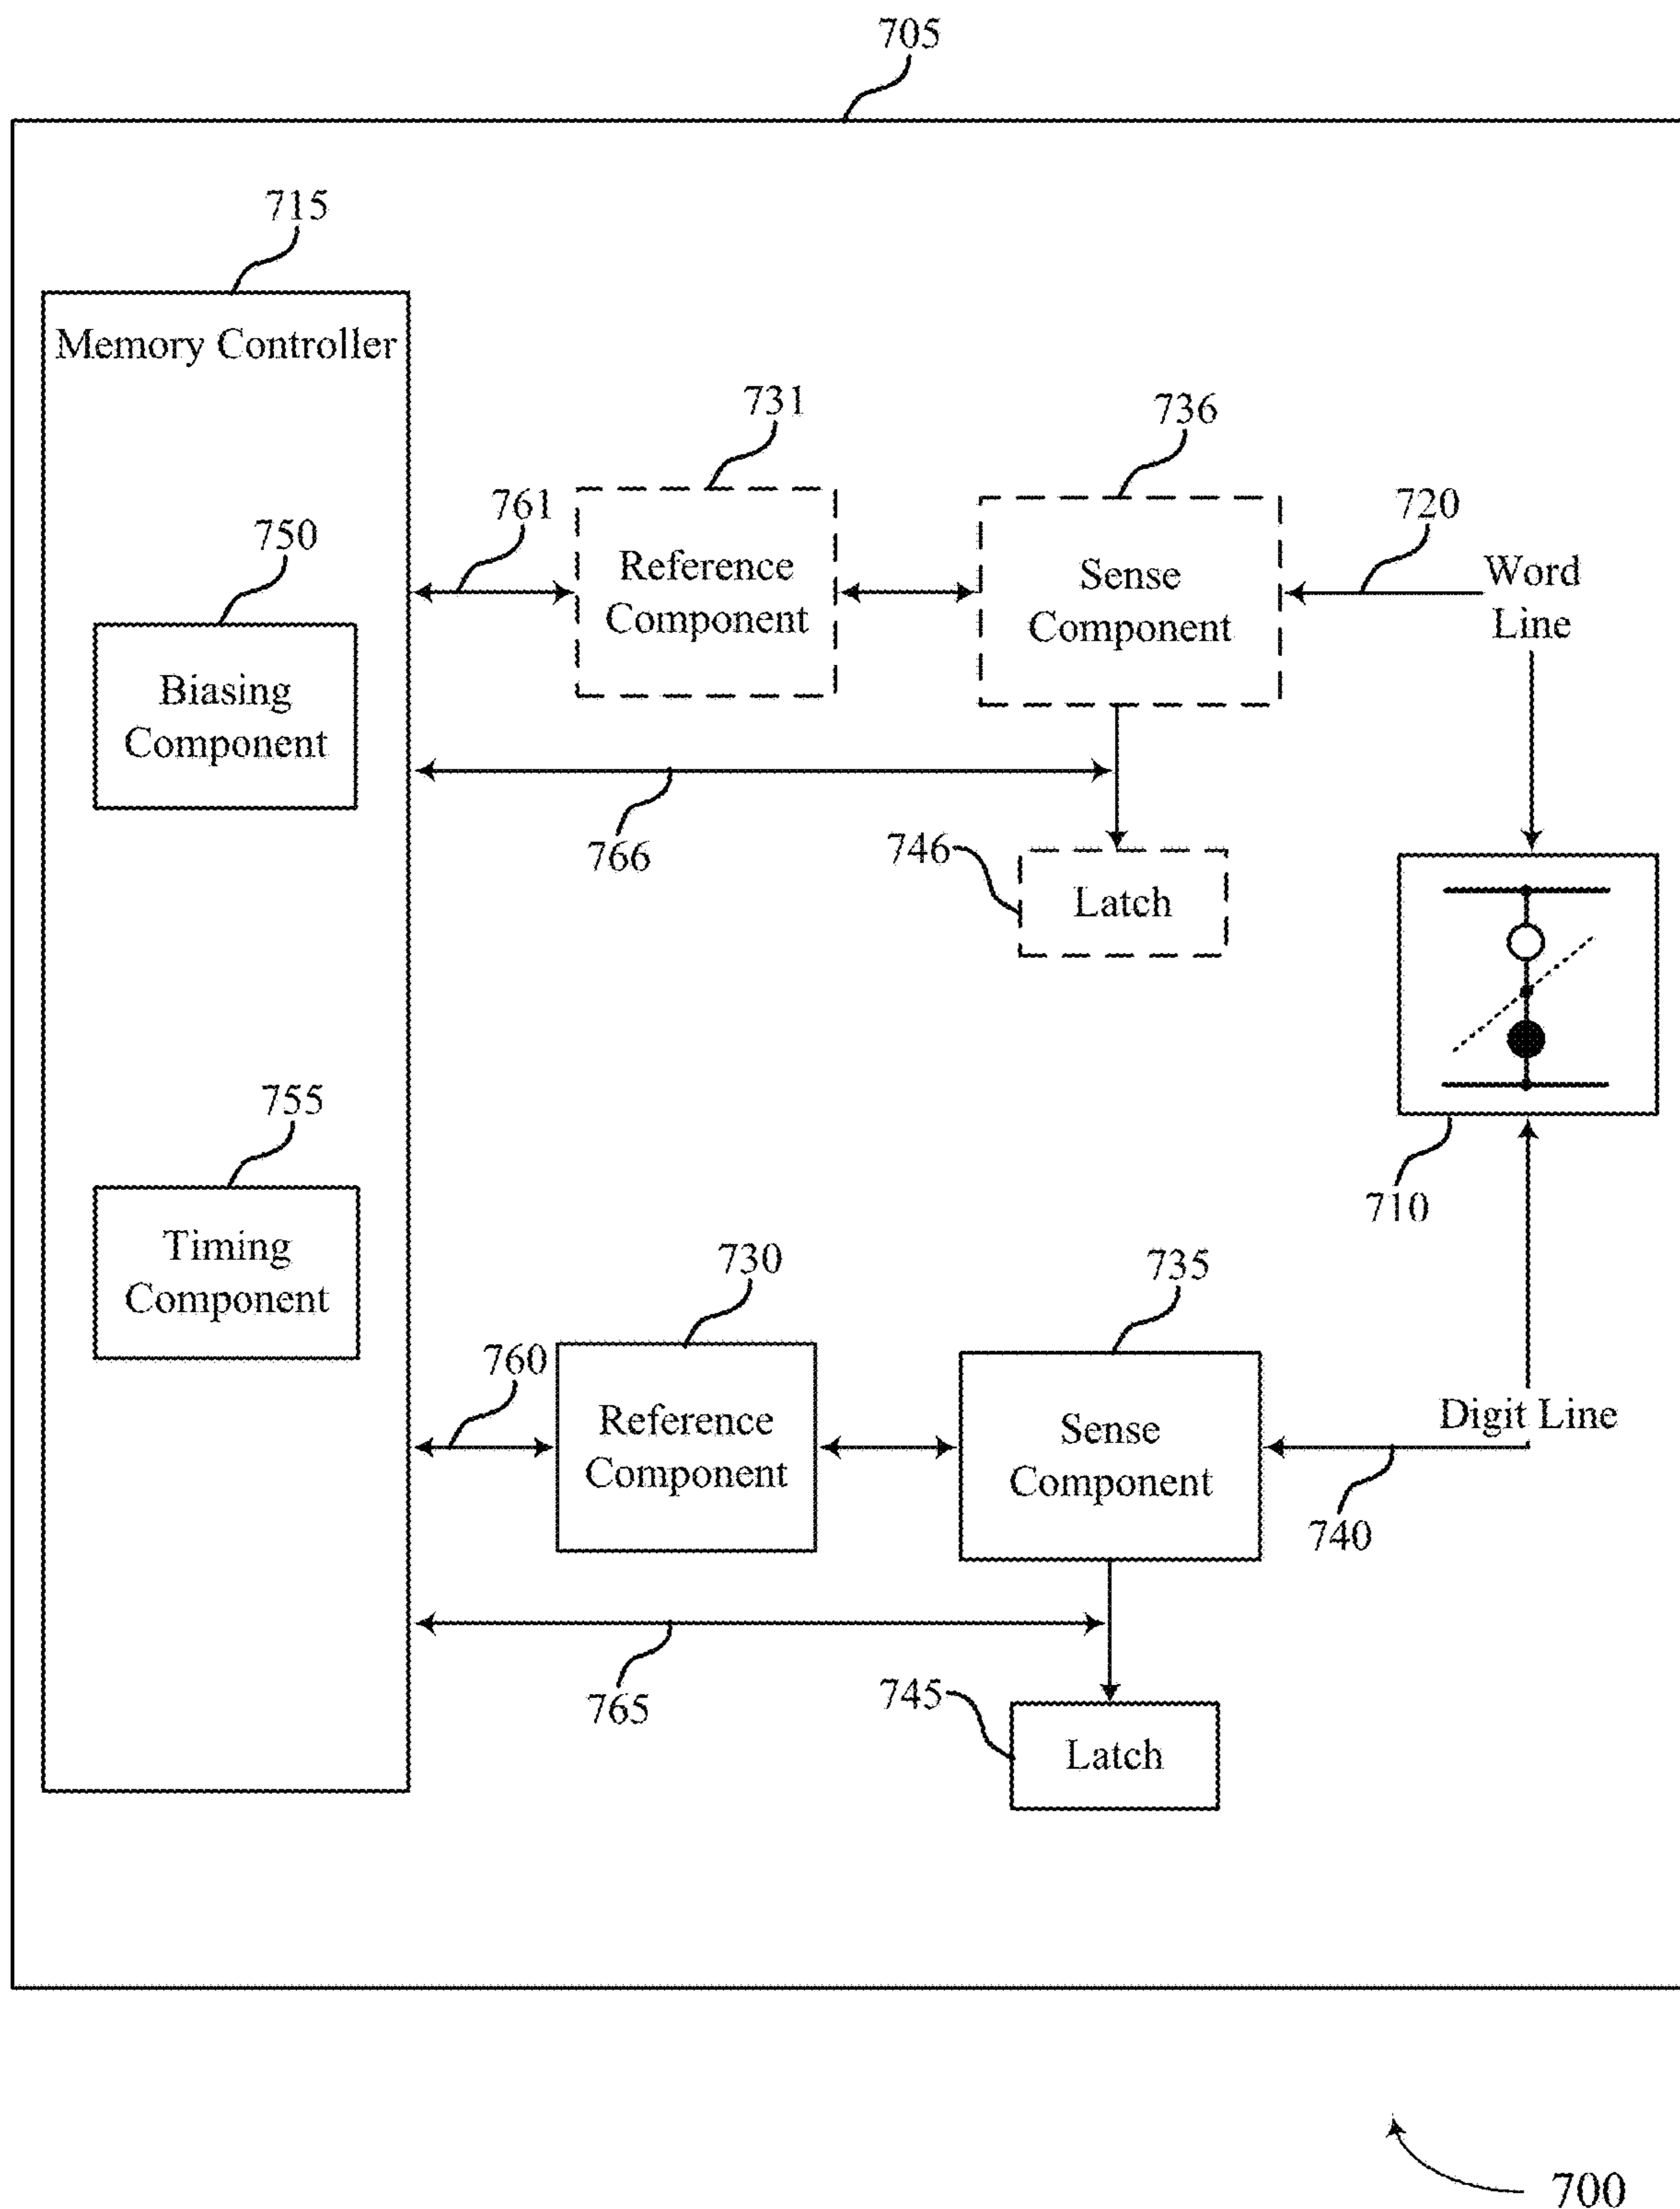 705
715
Memory Controller
731
736
761
720
750
Reference
Component
Sense
Component
Word
Line
Biasing
Component
766
746
Latch
755
710
Timing
Component
730
735
760
Reference
Component
Sense
Component
Digit Line
740
765
745
Latch
700